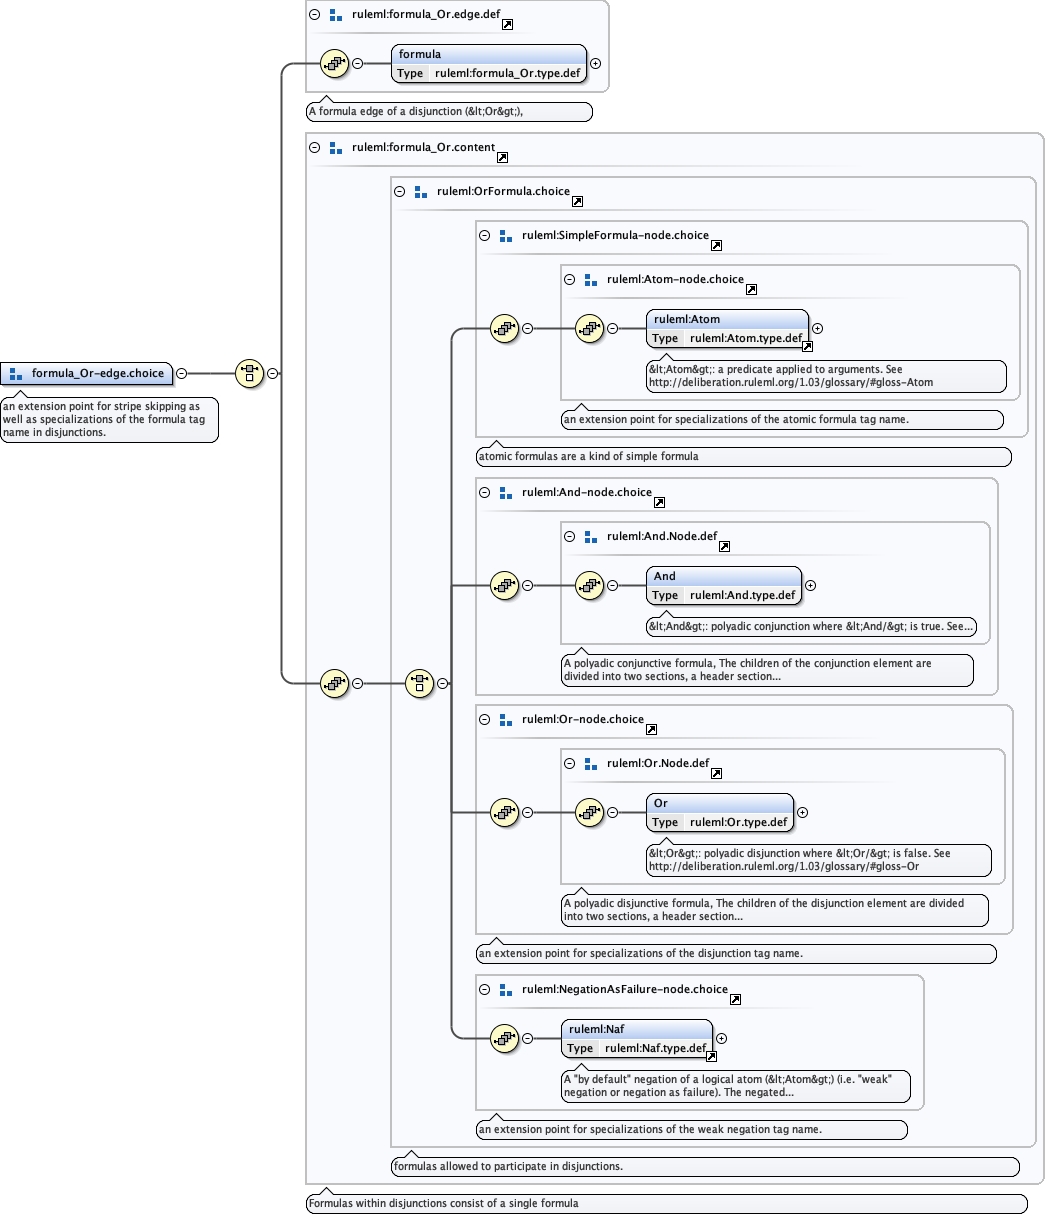 ruleml:formula_Or.edge.def
formula
Type ruleml:formula_Or.type.def
A formula edge of a disjunction (&lt;Or&gt;),
ruleml:formula_Or.content
ruleml:OrFormula.choice
ruleml:SimpleFormula-node.choice
ruleml:Atom-node.choice
ruleml:Atom
Type ruleml:Atom.type.def
&lt;Atom&gt;: a predicate applied to arguments. See
http://deliberation.ruleml.org/1.03/glossary/#gloss-Atom
an extension point for specializations of the atomic formula tag name.
atomic formulas are a kind of simple formula
formula_Or-edge.choice
an extension point for stripe skipping as
well as specializations of the formula tag
name in disjunctions.
ruleml:And-node.choice
ruleml:And.Node.def
And
Type ruleml:And.type.def
&lt;And&gt;: polyadic conjunction where &lt;And/&gt; is true. See...
A polyadic conjunctive formula, The children of the conjunction element are
divided into two sections, a header section...
ruleml:Or-node.choice
ruleml:Or.Node.def
Or
Type ruleml:Or.type.def
&lt;Or&gt;: polyadic disjunction where &lt;Or/&gt; is false. See
http://deliberation.ruleml.org/1.03/glossary/#gloss-Or
A polyadic disjunctive formula, The children of the disjunction element are divided
into two sections, a header section...
an extension point for specializations of the disjunction tag name.
ruleml:NegationAsFailure-node.choice
ruleml:Naf
Type ruleml:Naf.type.def
A "by default" negation of a logical atom (&lt;Atom&gt;) (i.e. "weak"
negation or negation as failure). The negated...
an extension point for specializations of the weak negation tag name.
formulas allowed to participate in disjunctions.
Formulas within disjunctions consist of a single formula